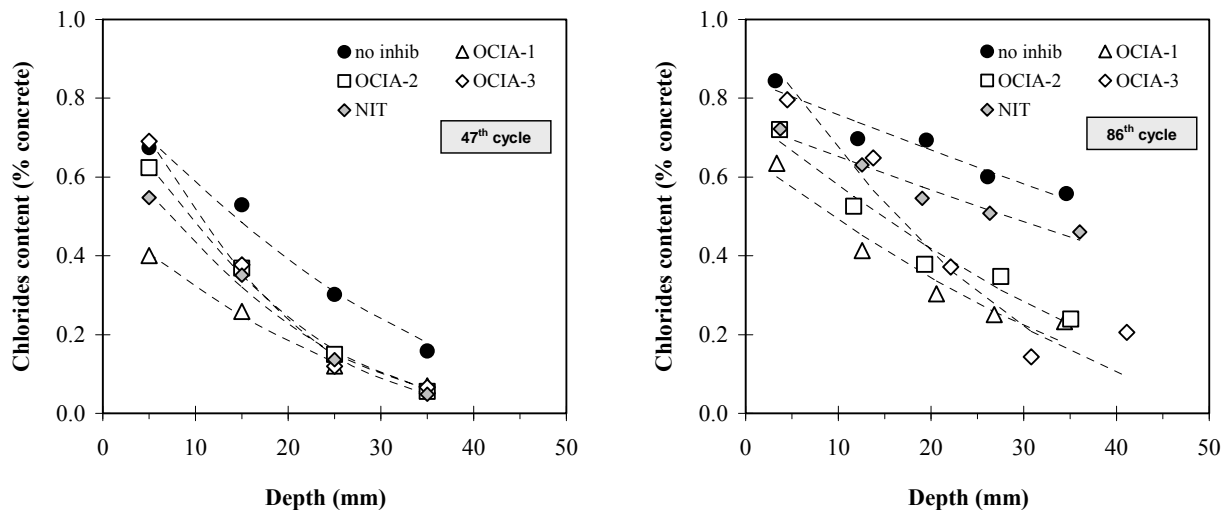 1.0
0.8
0.6
0.4
0.2
0.0
Chlorides content (% concrete)
no inhib OCIA-1
OCIA-2 OCIA-3
NIT
47th cycle
0 10 20 30 40 50
Depth (mm)
1.0
0.8
0.6
0.4
0.2
0.0
Chlorides content (% concrete)
no inhib OCIA-1
OCIA-2 OCIA-3
NIT
86th cycle
0 10 20 30 40 50
Depth (mm)